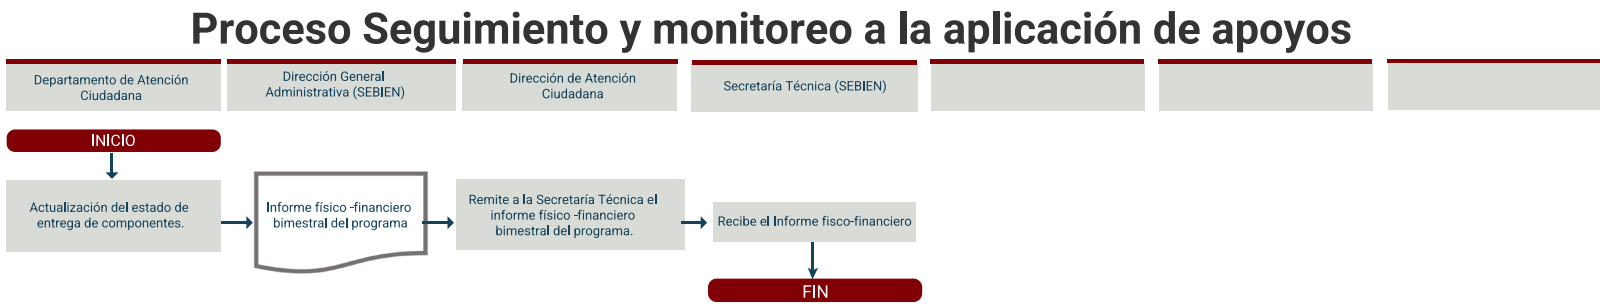 Proceso Seguimiento y monitoreo a la aplicación de apoyos
Departamento de Atención
Ciudadana
Dirección General
Administrativa (SEBIEN)
Dirección de Atención
Ciudadana
Secretaría Técnica (SEBIEN)
INICIO
Actualización del estado de
entrega de componentes.
Informe físico -financiero
bimestral del programa
Remite a la Secretaría Técnica el
informe físico -financiero
bimestral del programa.
Recibe el Informe fisco-financiero
FIN